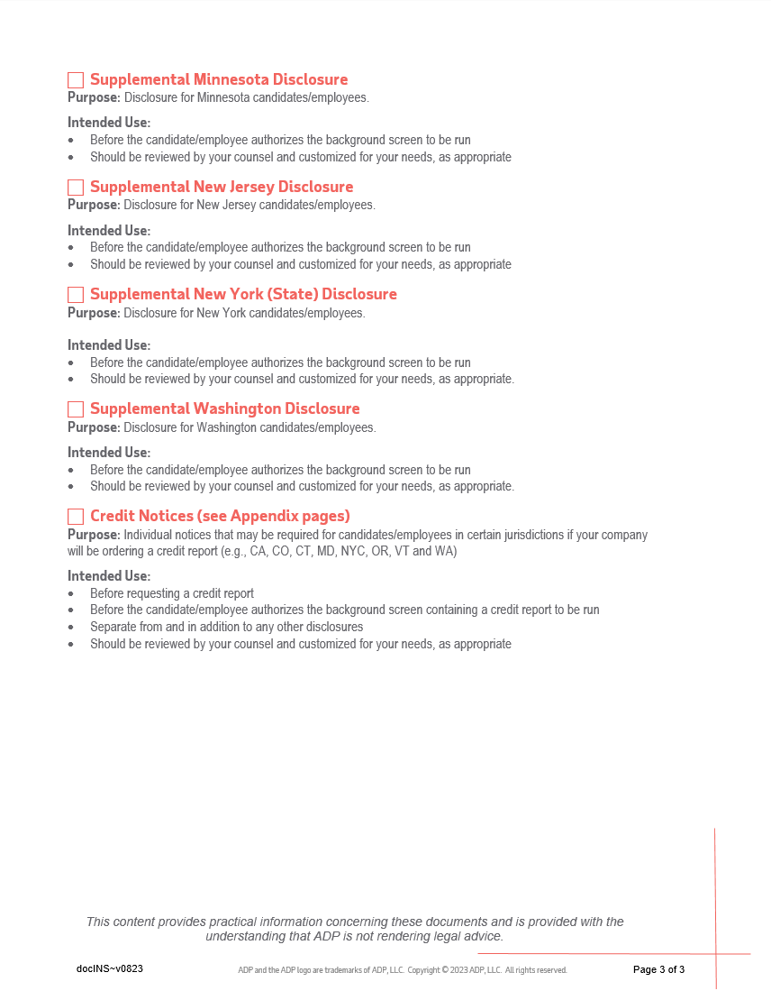 Supplemental Minnesota Disclosure
Purpose: Disclosure for Minnesota candidates/employees.
Intended Use:
• Before the candidate/employee authorizes the background screen to be run
• Should be reviewed by your counsel and customized for your needs, as appropriate
Supplemental New Jersey Disclosure
Purpose: Disclosure for New Jersey candidates/employees.
Intended Use:
• Before the candidate/employee authorizes the background screen to be run
• Should be reviewed by your counsel and customized for your needs, as appropriate
Supplemental New York (State) Disclosure
Purpose: Disclosure for New York candidates/employees.
Intended Use:
• Before the candidate/employee authorizes the background screen to be run
• Should be reviewed by your counsel and customized for your needs, as appropriate.
Supplemental Washington Disclosure
Purpose: Disclosure for Washington candidates/employees.
Intended Use:
• Before the candidate/employee authorizes the background screen to be run
• Should be reviewed by your counsel and customized for your needs, as appropriate.
Credit Notices (see Appendix pages)
Purpose: Individual notices that may be required for candidates/employees in certain jurisdictions if your company
will be ordering a credit report (e.g., CA, CO, CT, MD, NYC, OR, VT and WA)
Intended Use:
• Before requesting a credit report
• Before the candidate/employee authorizes the background screen containing a credit report to be run
• Separate from and in addition to any other disclosures
• Should be reviewed by your counsel and customized for your needs, as appropriate
This content provides practical information concerning these documents and is provided with the
understanding that ADP is not rendering legal advice.
docINS~v0823
ADP and the ADP logo are trademarks of ADP, LLC. Copyright © 2023 ADP, LLC. All rights reserved.
Page 3 of 3